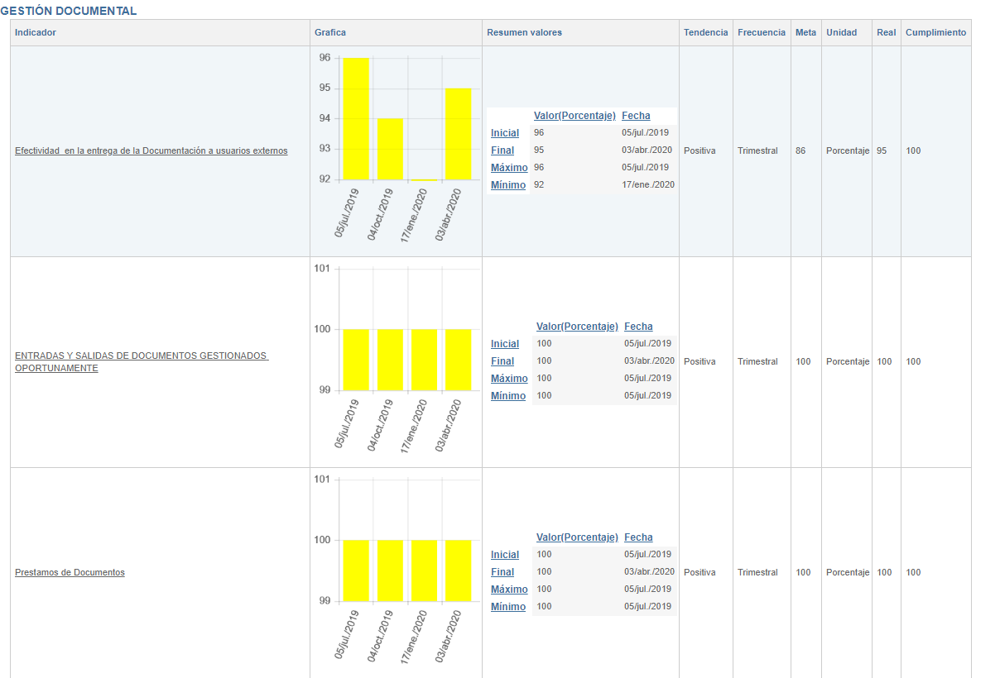 GESTIÓN DOCUMENTAL
Indicador Grafica Resumen valores Tendencia Frecuencia Meta Unidad Real Cumplimiento
96
95
94
93
92
05/jul./2019 04/oct./2019 17/ene./2020 03/abr./2020
Efectividad en la entrega de la Documentación a usuarios externos
Valor(Porcentaje) Fecha
Inicial 96 05/jul./2019
Final 95 03/abr./2020
Máximo 96 05/jul./2019
Mínimo 92 17/ene./2020
Positiva Trimestral 86 Porcentaje 95 100
101
100
99
05/jul./2019 04/oct./2019 17/ene./2020 03/abr./2020
ENTRADAS Y SALIDAS DE DOCUMENTOS GESTIONADOS
OPORTUNAMENTE
Valor(Porcentaje) Fecha
Inicial 100 05/jul./2019
Final 100 03/abr./2020
Máximo 100 05/jul./2019
Mínimo 100 05/jul./2019
Positiva Trimestral 100 Porcentaje 100 100
101
100
99
05/jul./2019 04/oct./2019 17/ene./2020 03/abr./2020
Prestamos de Documentos
Valor(Porcentaje) Fecha
Inicial 100 05/jul./2019
Final 100 03/abr./2020
Máximo 100 05/jul./2019
Mínimo 100 05/jul./2019
Positiva Trimestral 100 Porcentaje 100 100